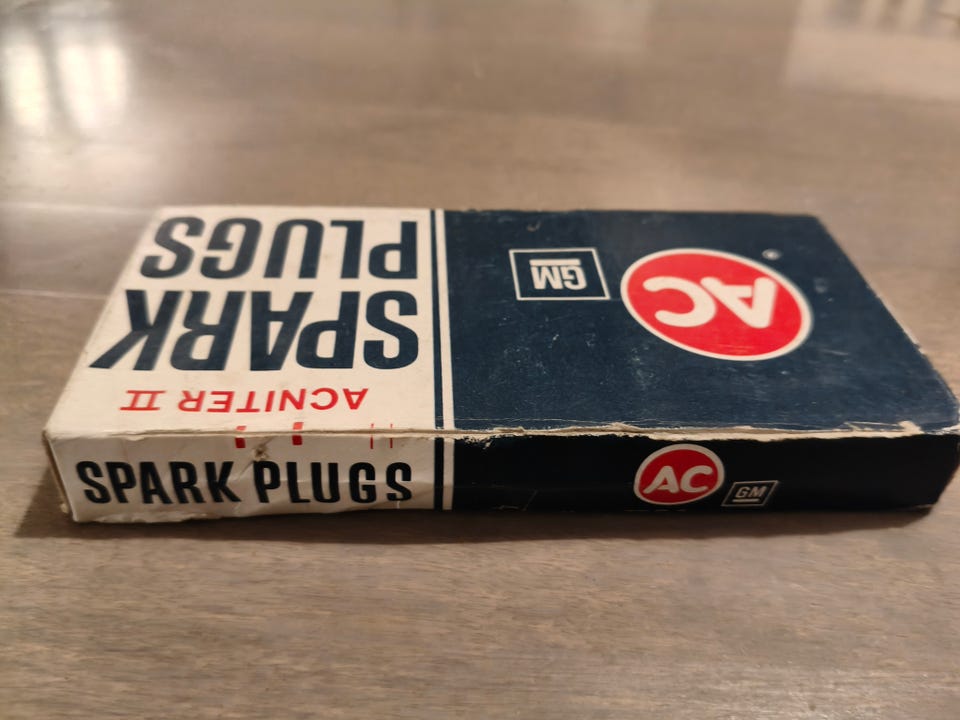 ACNITER II
SPARK
PLUGS
GM
AC
®
SPARK PLUGS
AC
GM